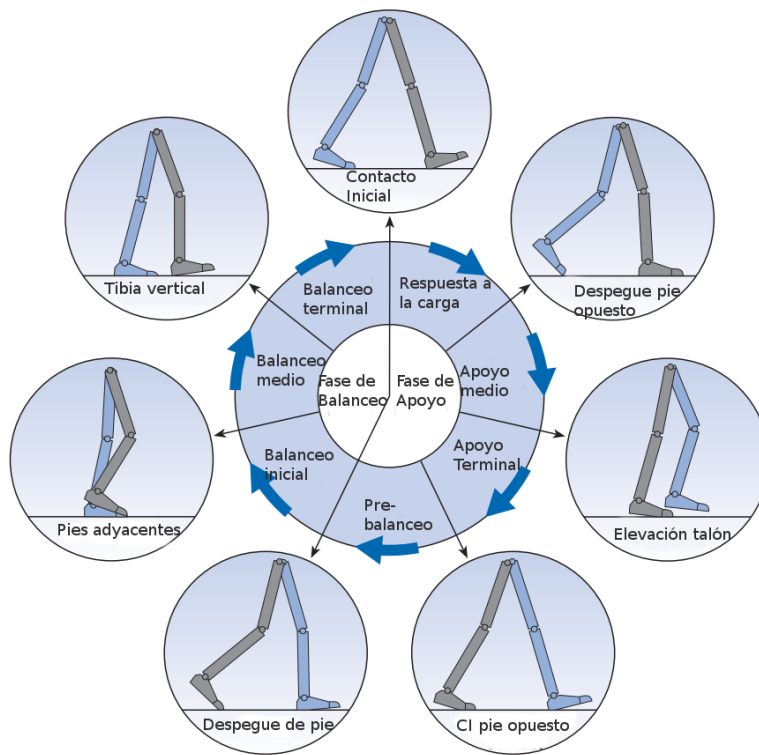 Contacto
Inicial
Tibia vertical
Despegue pie
opuesto
Balanceo
terminal
Respuesta a
la carga
Balanceo
medio
Fase de
Balanceo
Fase de
Apoyo
Apoyo
medio
Balanceo
inicial
Apoyo
Terminal
Pre-
balanceo
Pies adyacentes
Elevación talón
Despegue de pie
CI pie opuesto